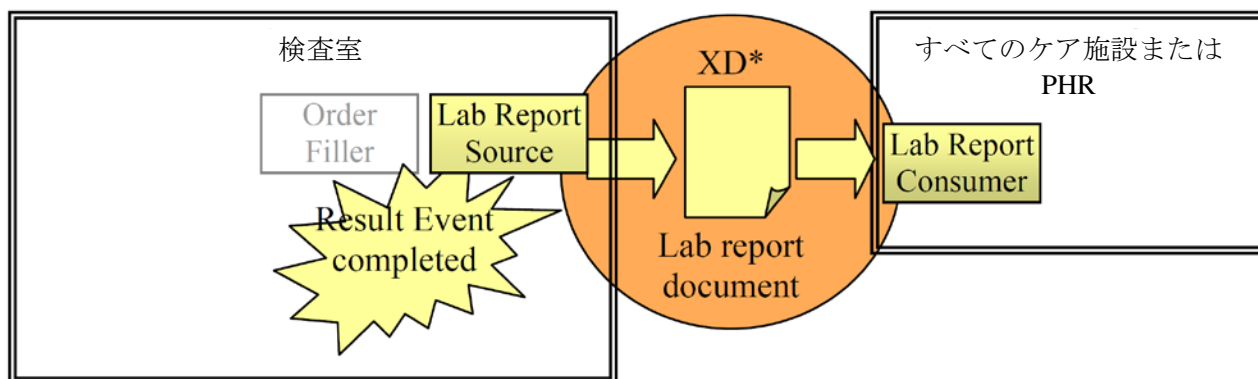 検査室
Order
Filler
Lab Report
Source
Result Event
completed
XD*
Lab report
document
すべてのケア施設または
PHR
Lab Report
Consumer